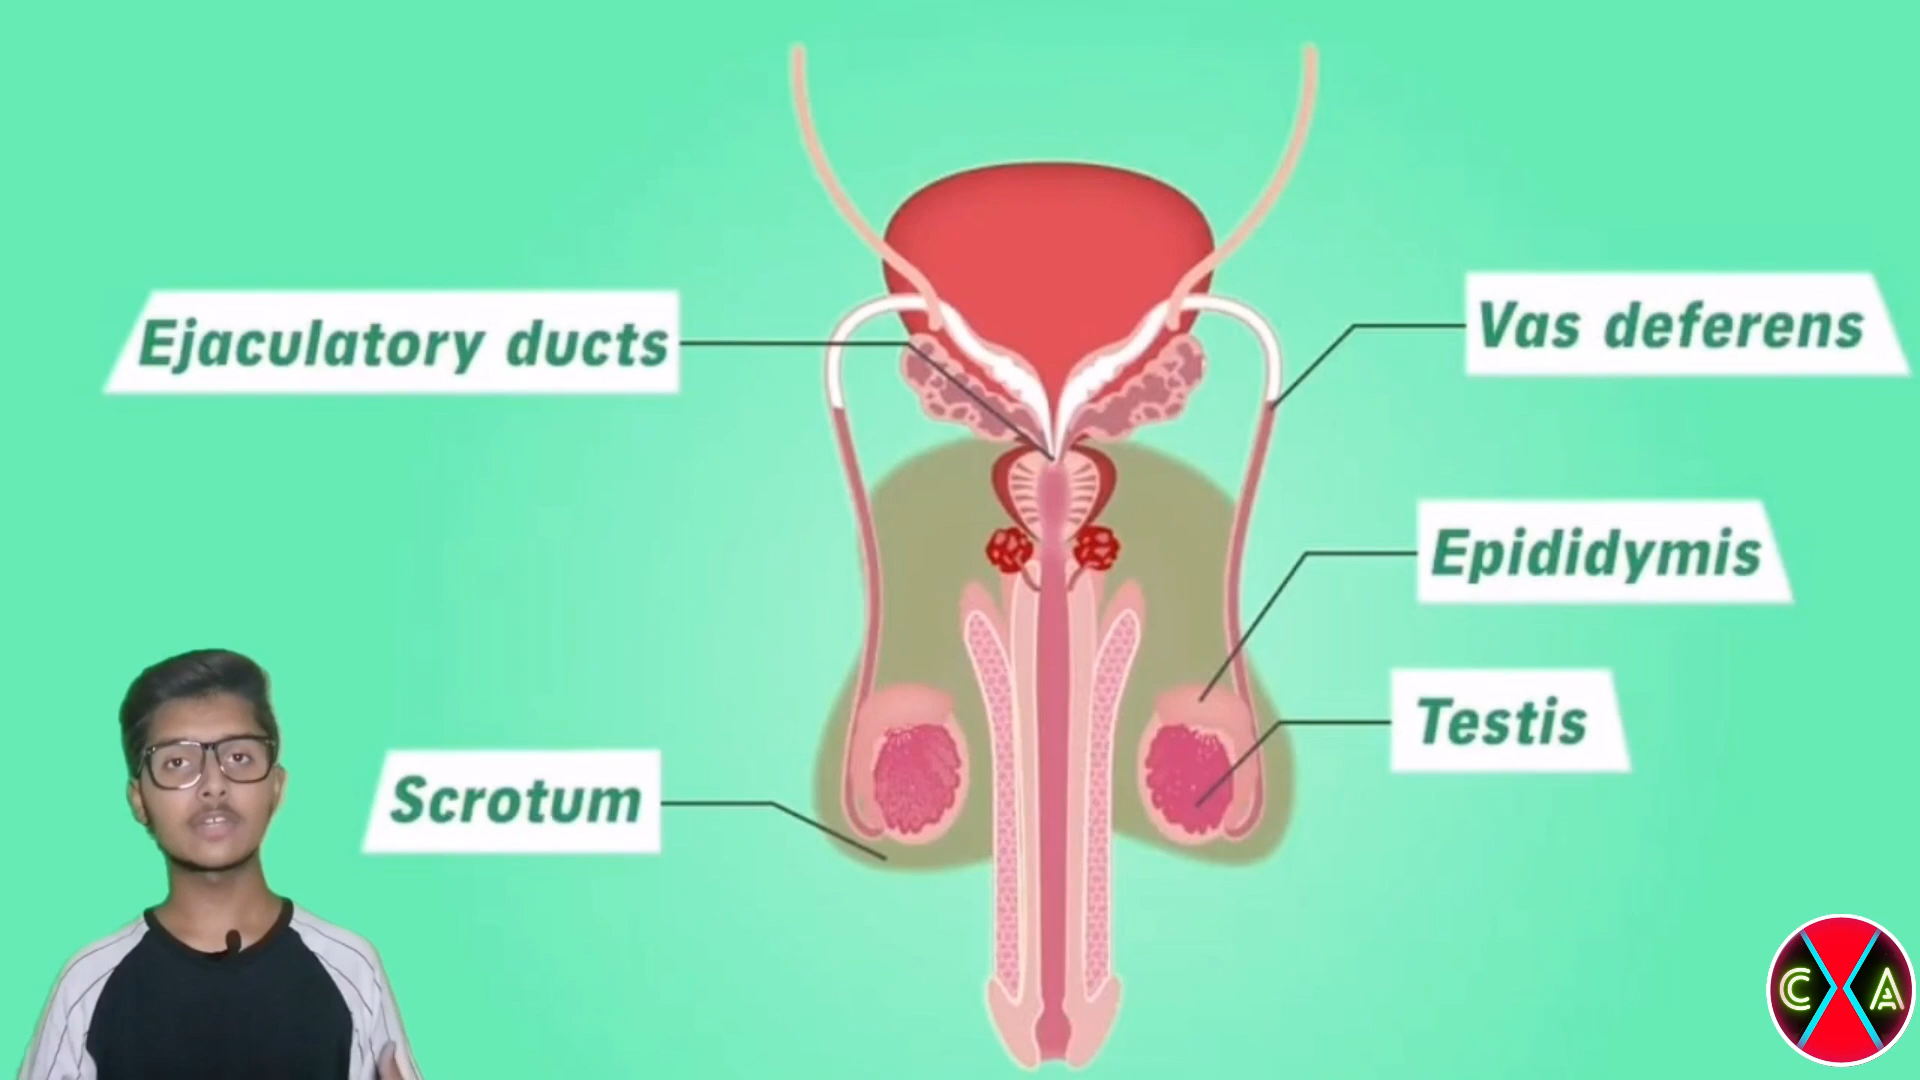 Ejaculatory ducts
Vas deferens
Epididymis
Testis
Scrotum
C X A